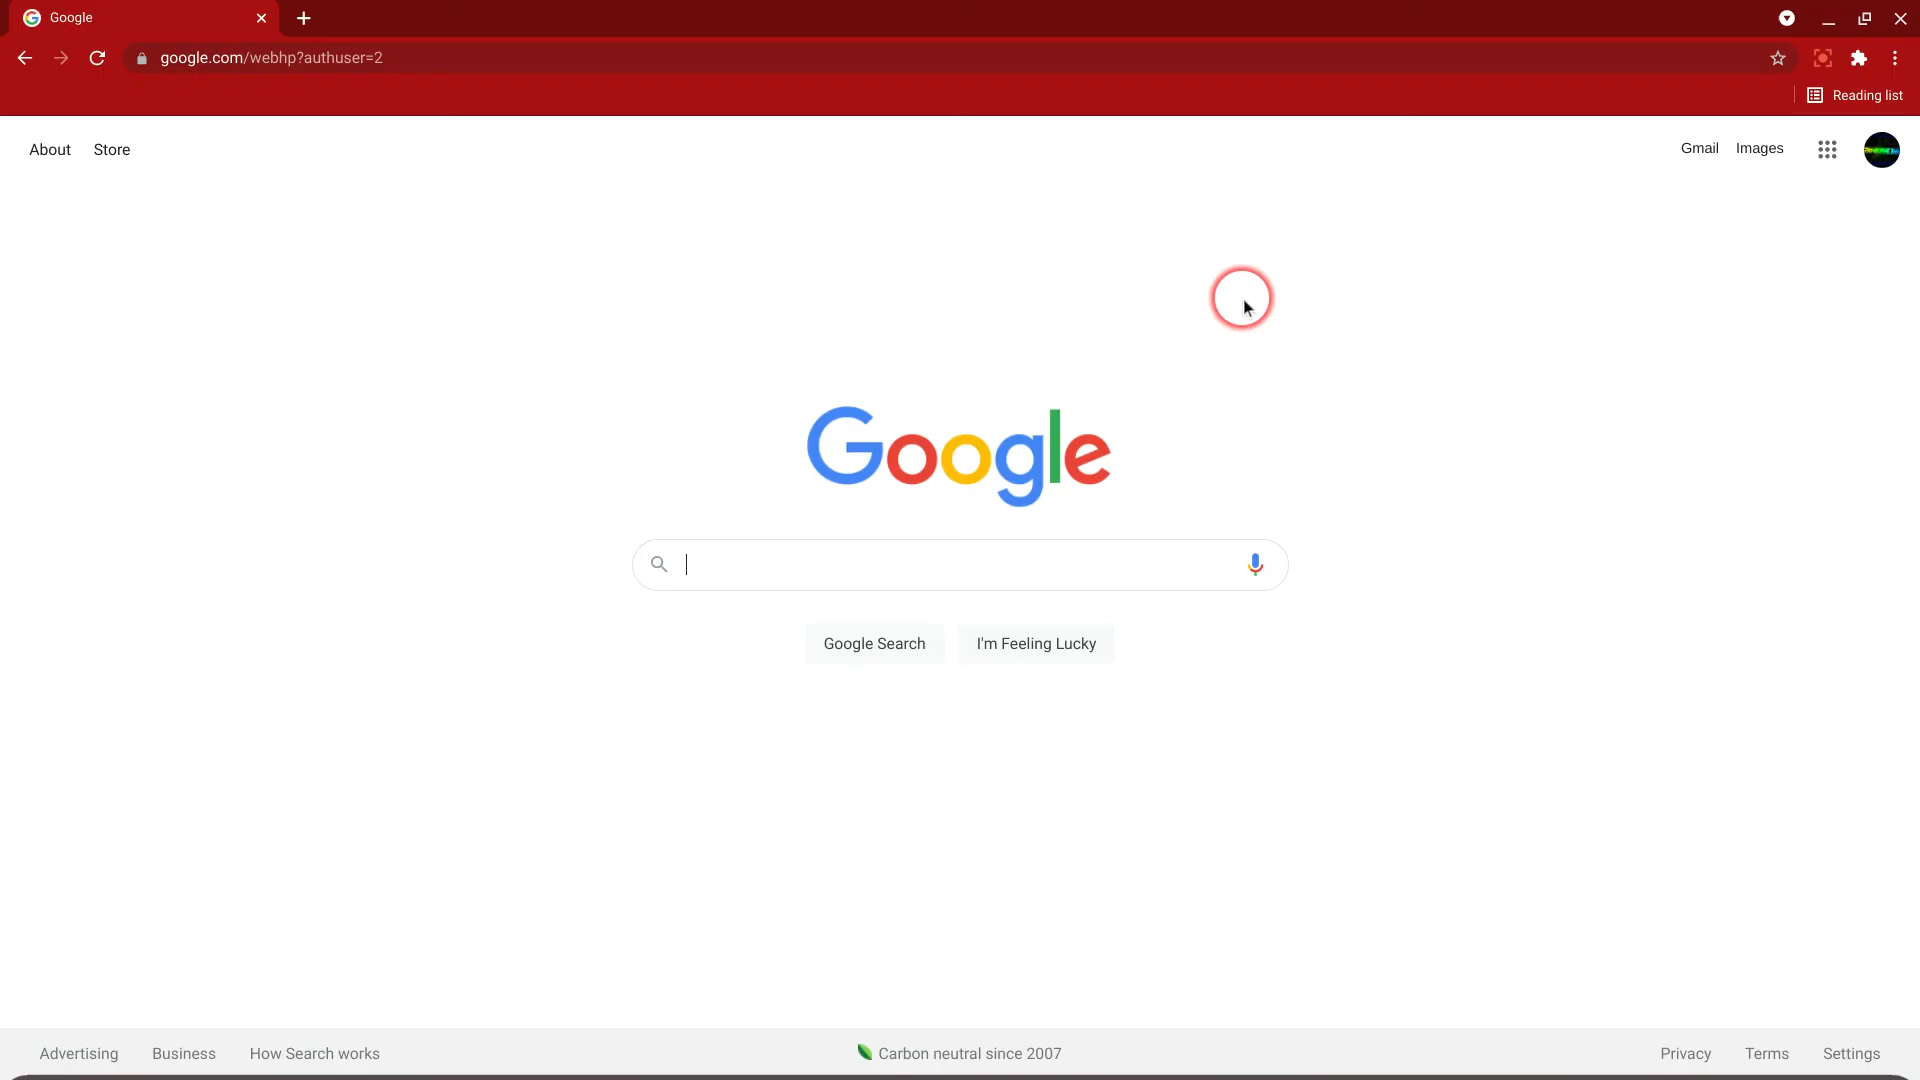 Google
google.com/webhp?authuser=2
Reading list
About Store
Gmail Images
Google
Google Search I'm Feeling Lucky
Advertising Business How Search works
Carbon neutral since 2007
Privacy Terms Settings